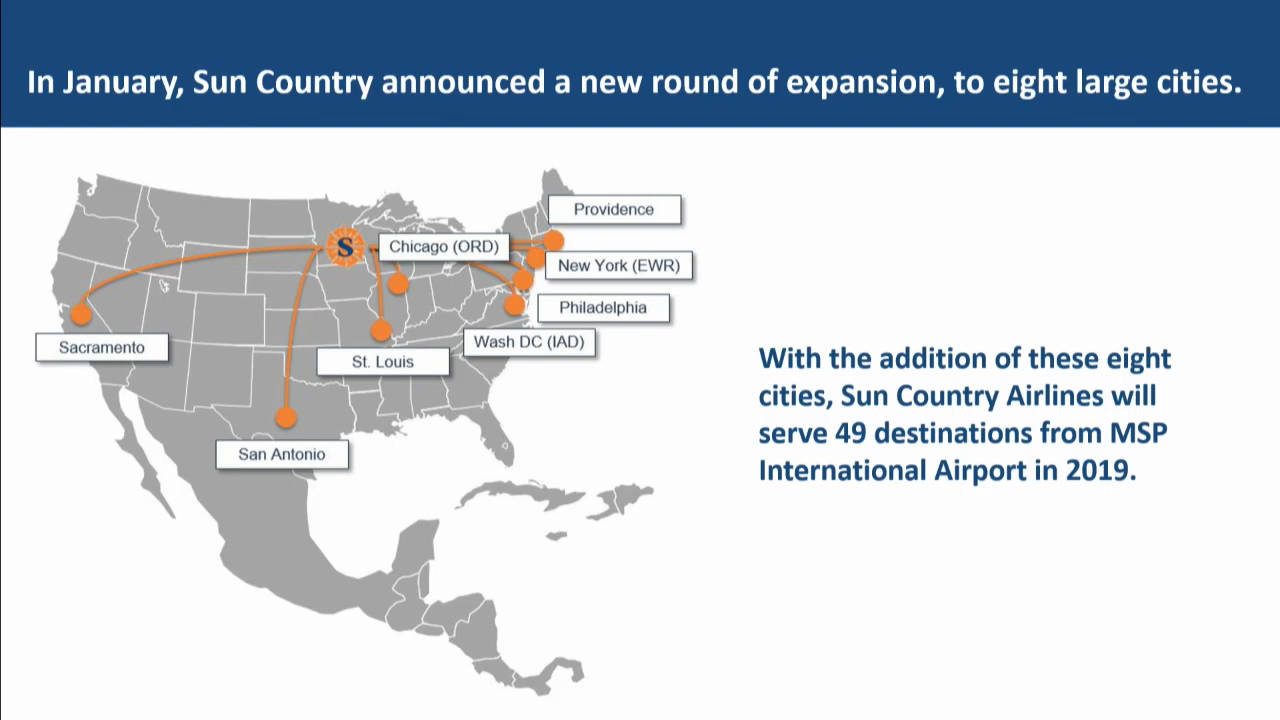 In January, Sun Country announced a new round of expansion, to eight large cities.
Providence
S
Chicago (ORD)
New York (EWR)
Philadelphia
Wash DC (IAD)
Sacramento
St. Louis
San Antonio
With the addition of these eight
cities, Sun Country Airlines will
serve 49 destinations from MSP
International Airport in 2019.